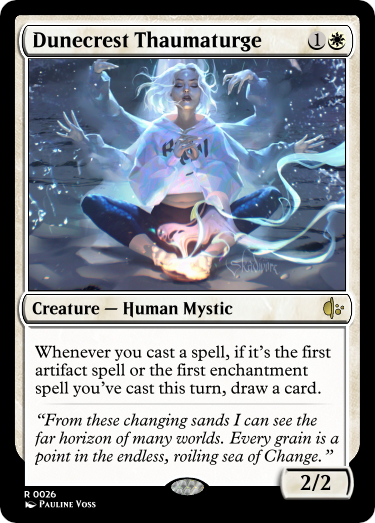 Dunecrest Thaumaturge 1
Creature — Human Mystic
Whenever you cast a spell, if it's the first
artifact spell or the first enchantment
spell you've cast this turn, draw a card.
“From these changing sands I can see the
far horizon of many worlds. Every grain is a
point in the endless, roiling sea of Change.”
2/2
R 0026
Pauline Voss